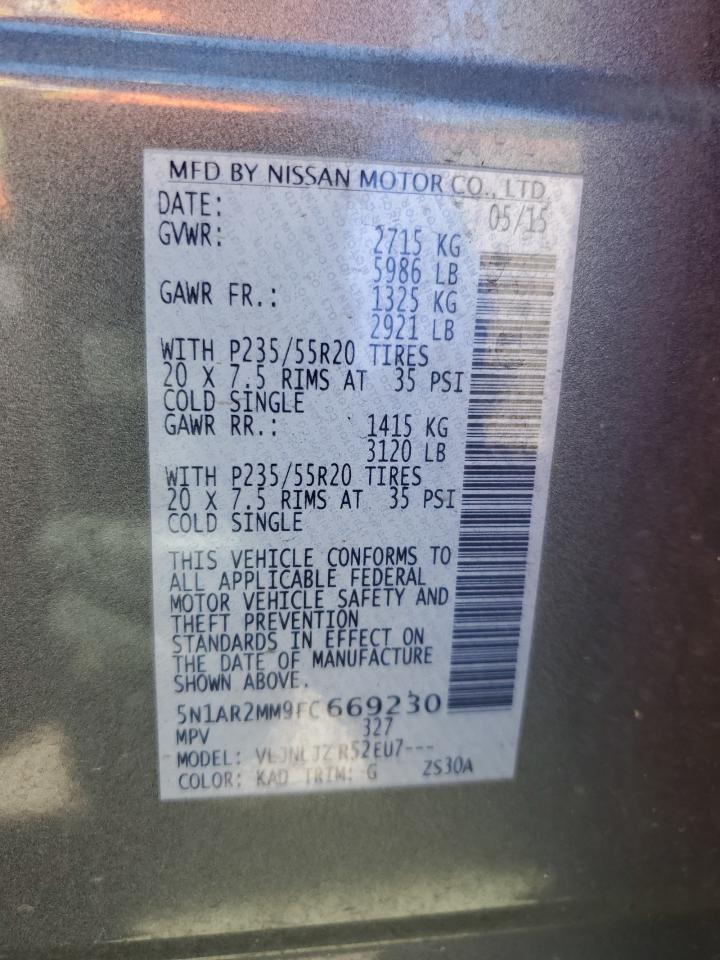 MFD BY NISSAN MOTOR CO., LTD.
DATE: 05/15
GVWR: 2715 KG
5986 LB
GAWR FR.: 1325 KG
2921 LB
WITH P235/55R20 TIRES
20 X 7.5 RIMS AT 35 PSI
COLD SINGLE
GAWR RR.: 1415 KG
3120 LB
WITH P235/55R20 TIRES
20 X 7.5 RIMS AT 35 PSI
COLD SINGLE
THIS VEHICLE CONFORMS TO
ALL APPLICABLE FEDERAL
MOTOR VEHICLE SAFETY AND
THEFT PREVENTION
STANDARDS IN EFFECT ON
THE DATE OF MANUFACTURE
SHOWN ABOVE.
5N1AR2MM9FC669230
MPV 327
MODEL:
COLOR: KAD TRIM: G ZS30A